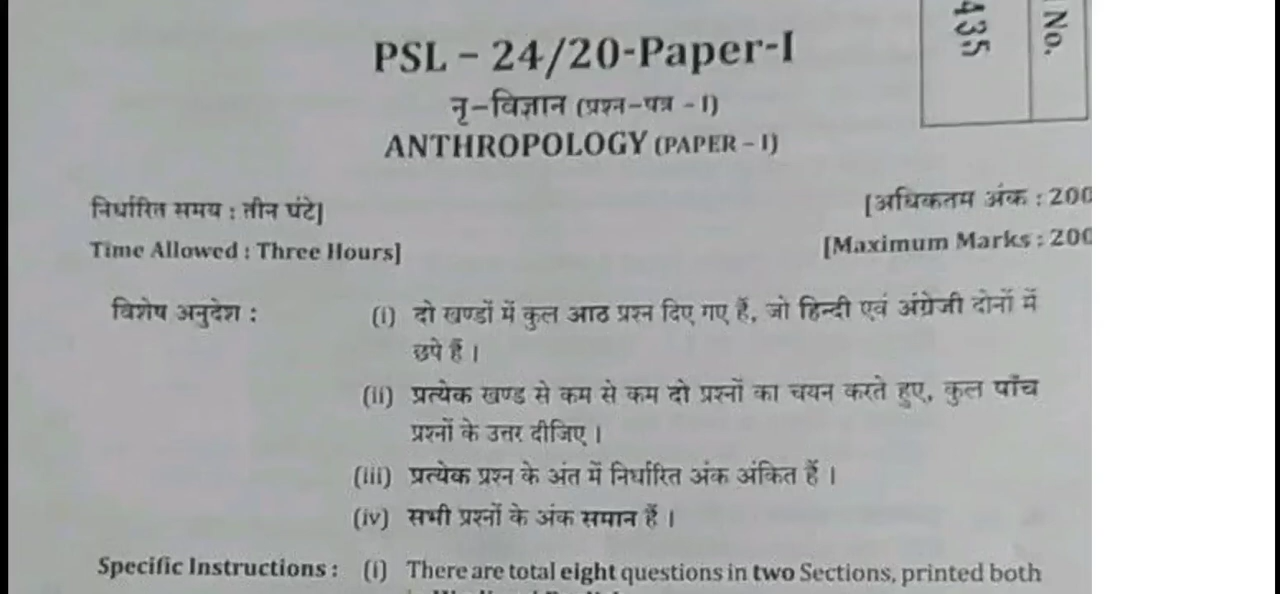 435
No.
PSL – 24/20-Paper-I
नृ–विज्ञान (प्रश्न–पत्र – I)
ANTHROPOLOGY (PAPER – I)
निर्धारित समय : तीन घंटे]
[अधिकतम अंक : 200
Time Allowed : Three Hours]
[Maximum Marks : 200
विशेष अनुदेश :
(i) दो खण्डों में कुल आठ प्रश्न दिए गए हैं, जो हिन्दी एवं अंग्रेजी दोनों में
छपे हैं ।
(ii) प्रत्येक खण्ड से कम से कम दो प्रश्नों का चयन करते हुए, कुल पाँच
प्रश्नों के उत्तर दीजिए ।
(iii) प्रत्येक प्रश्न के अंत में निर्धारित अंक अंकित हैं ।
(iv) सभी प्रश्नों के अंक समान हैं ।
Specific Instructions : (i) There are total eight questions in two Sections, printed both